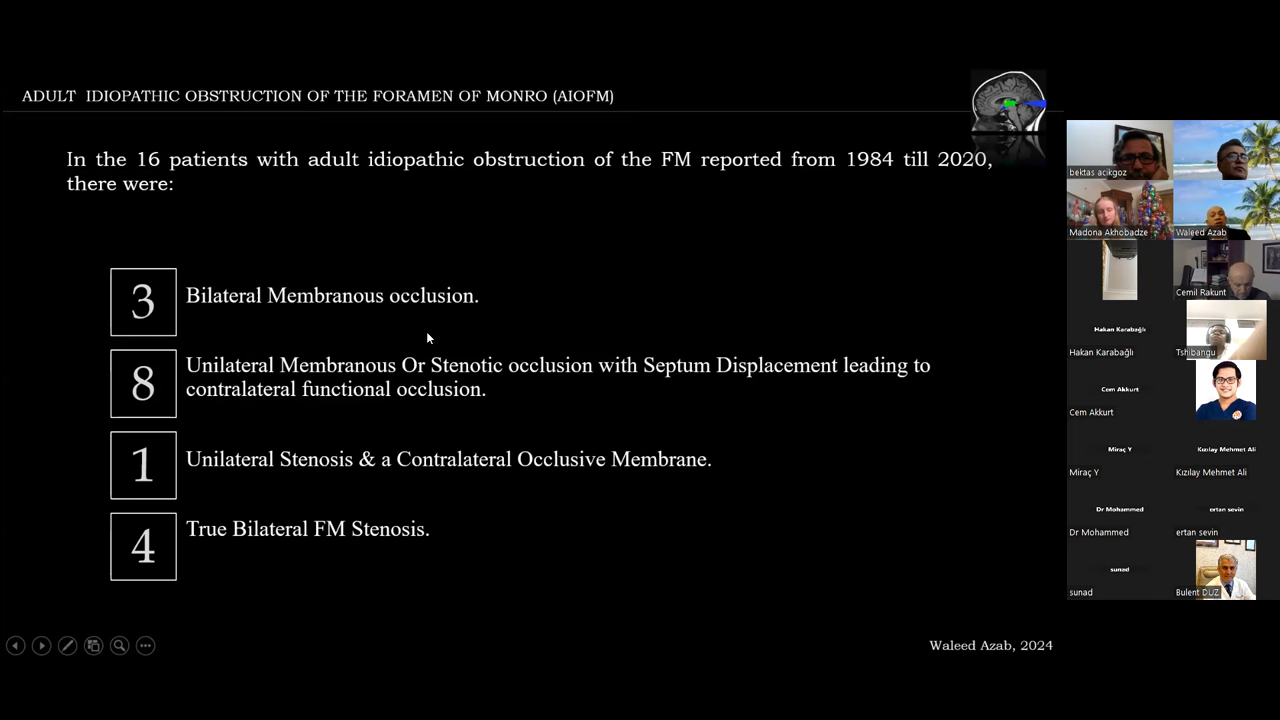 ADULT IDIOPATHIC OBSTRUCTION OF THE FORAMEN OF MONRO (AIOFM)
In the 16 patients with adult idiopathic obstruction of the FM reported from 1984 till 2020,
there were:
3
Bilateral Membranous occlusion.
8
Unilateral Membranous Or Stenotic occlusion with Septum Displacement leading to
contralateral functional occlusion.
1
Unilateral Stenosis & a Contralateral Occlusive Membrane.
4
True Bilateral FM Stenosis.
Waleed Azab, 2024
bektas acikgoz
Madona Akhobadze
Waleed Azab
Cemil Rakunt
Hakan Karabağlı
Hakan Karabağlı
Tshibangu
Cem Akkurt
Cem Akkurt
Miraç Y
Kızılay Mehmet Ali
Miraç Y
Kızılay Mehmet Ali
Dr Mohammed
ertan sevin
Dr Mohammed
ertan sevin
sunad
sunad
Bulent DUZ